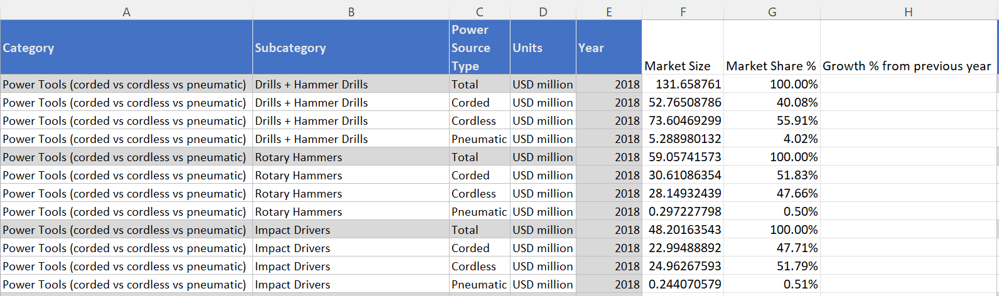 A B C D E F G H
Category Subcategory Power Source Type Units Year Market Size Market Share % Growth % from previous year
Power Tools (corded vs cordless vs pneumatic) Drills + Hammer Drills Total USD million 2018 131.658761 100.00%
Power Tools (corded vs cordless vs pneumatic) Drills + Hammer Drills Corded USD million 2018 52.76508786 40.08%
Power Tools (corded vs cordless vs pneumatic) Drills + Hammer Drills Cordless USD million 2018 73.60469299 55.91%
Power Tools (corded vs cordless vs pneumatic) Drills + Hammer Drills Pneumatic USD million 2018 5.288980132 4.02%
Power Tools (corded vs cordless vs pneumatic) Rotary Hammers Total USD million 2018 59.05741573 100.00%
Power Tools (corded vs cordless vs pneumatic) Rotary Hammers Corded USD million 2018 30.61086354 51.83%
Power Tools (corded vs cordless vs pneumatic) Rotary Hammers Cordless USD million 2018 28.14932439 47.66%
Power Tools (corded vs cordless vs pneumatic) Rotary Hammers Pneumatic USD million 2018 0.297227798 0.50%
Power Tools (corded vs cordless vs pneumatic) Impact Drivers Total USD million 2018 48.20163543 100.00%
Power Tools (corded vs cordless vs pneumatic) Impact Drivers Corded USD million 2018 22.99488892 47.71%
Power Tools (corded vs cordless vs pneumatic) Impact Drivers Cordless USD million 2018 24.96267593 51.79%
Power Tools (corded vs cordless vs pneumatic) Impact Drivers Pneumatic USD million 2018 0.244070579 0.51%